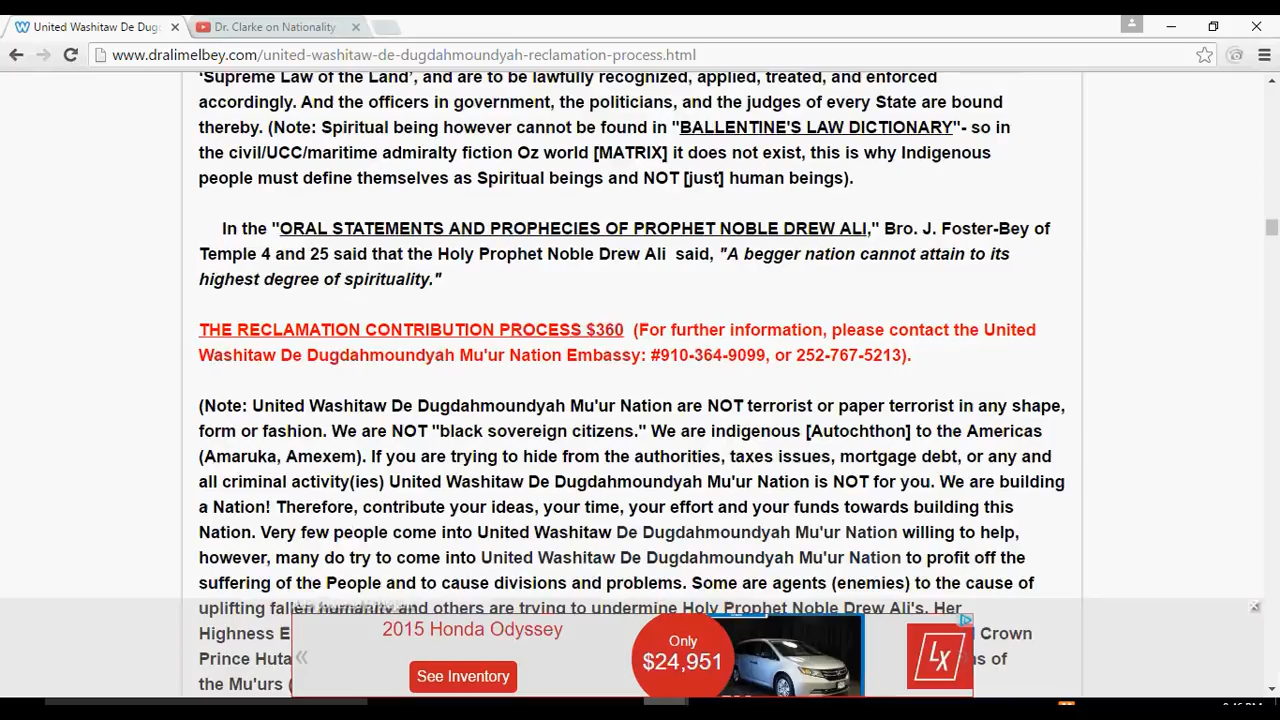 United Washitaw De Dugd
Dr. Clarke on Nationality
www.dralimelbey.com/united-washitaw-de-dugdahmoundyah-reclamation-process.html
'Supreme Law of the Land', and are to be lawfully recognized, applied, treated, and enforced
accordingly. And the officers in government, the politicians, and the judges of every State are bound
thereby. (Note: Spiritual being however cannot be found in "BALLENTINE'S LAW DICTIONARY"- so in
the civil/UCC/maritime admiralty fiction Oz world [MATRIX] it does not exist, this is why Indigenous
people must define themselves as Spiritual beings and NOT [just] human beings).
In the "ORAL STATEMENTS AND PROPHECIES OF PROPHET NOBLE DREW ALI," Bro. J. Foster-Bey of
Temple 4 and 25 said that the Holy Prophet Noble Drew Ali said, "A begger nation cannot attain to its
highest degree of spirituality."
THE RECLAMATION CONTRIBUTION PROCESS $360 (For further information, please contact the United
Washitaw De Dugdahmoundyah Mu'ur Nation Embassy: #910-364-9099, or 252-767-5213).
(Note: United Washitaw De Dugdahmoundyah Mu'ur Nation are NOT terrorist or paper terrorist in any shape,
form or fashion. We are NOT "black sovereign citizens." We are indigenous [Autochthon] to the Americas
(Amaruka, Amexem). If you are trying to hide from the authorities, taxes issues, mortgage debt, or any and
all criminal activity(ies) United Washitaw De Dugdahmoundyah Mu'ur Nation is NOT for you. We are building
a Nation! Therefore, contribute your ideas, your time, your effort and your funds towards building this
Nation. Very few people come into United Washitaw De Dugdahmoundyah Mu'ur Nation willing to help,
however, many do try to come into United Washitaw De Dugdahmoundyah Mu'ur Nation to profit off the
suffering of the People and to cause divisions and problems. Some are agents (enemies) to the cause of
uplifting fallen humanity and others are trying to undermine Holy Prophet Noble Drew Ali's, Her
Highness E
Crown
Prince Huta
s of
the Mu'urs (
2015 Honda Odyssey
See Inventory
Only
$24,951
LX